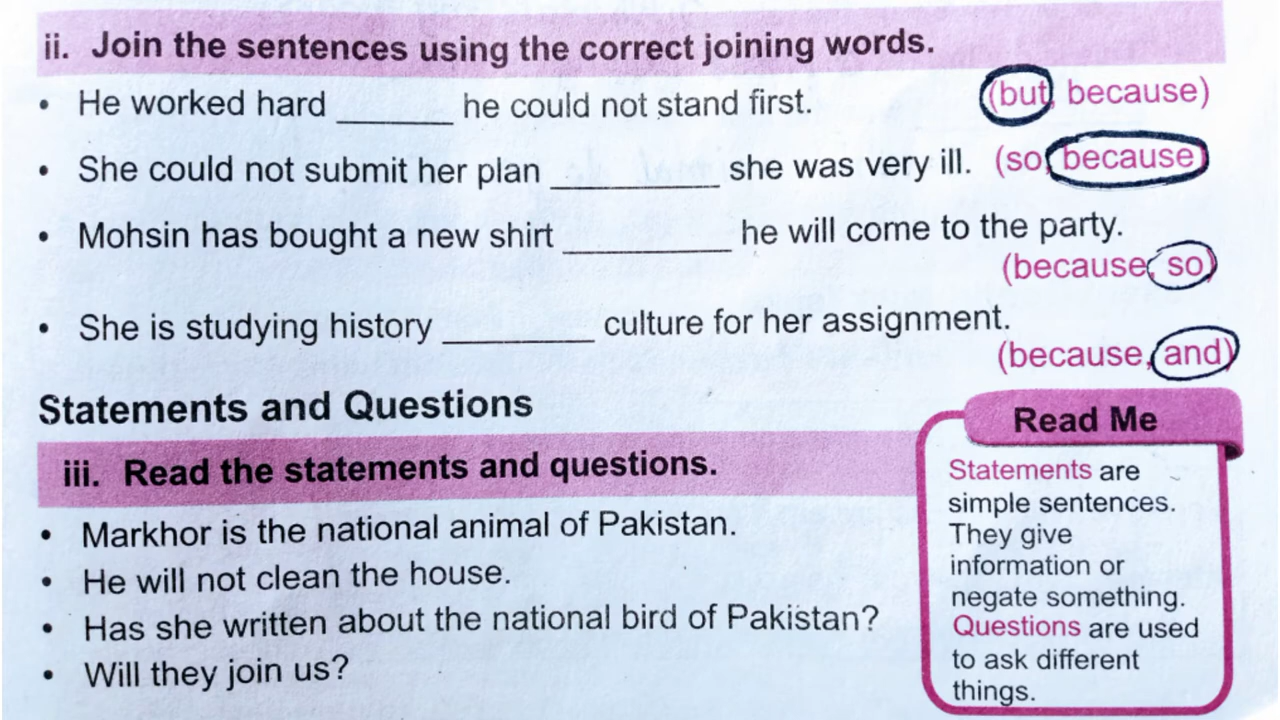 ii. Join the sentences using the correct joining words.
• He worked hard _______ he could not stand first. (but, because)
• She could not submit her plan __________ she was very ill. (so, because)
• Mohsin has bought a new shirt __________ he will come to the party.
(because, so)
• She is studying history _________ culture for her assignment.
(because, and)
Statements and Questions
iii. Read the statements and questions.
• Markhor is the national animal of Pakistan.
• He will not clean the house.
• Has she written about the national bird of Pakistan?
• Will they join us?
Read Me
Statements are
simple sentences.
They give
information or
negate something.
Questions are used
to ask different
things.